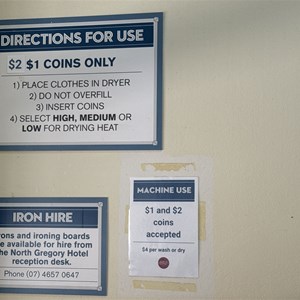 DIRECTIONS FOR USE
$2 $1 COINS ONLY
1) PLACE CLOTHES IN DRYER
2) DO NOT OVERFILL
3) INSERT COINS
4) SELECT HIGH, MEDIUM OR
LOW FOR DRYING HEAT
MACHINE USE
$1 and $2
coins
accepted
$4 per wash or dry
IRON HIRE
rons and ironing boards
e available for hire from
he North Gregory Hotel
reception desk.
Phone (07) 4657 0647